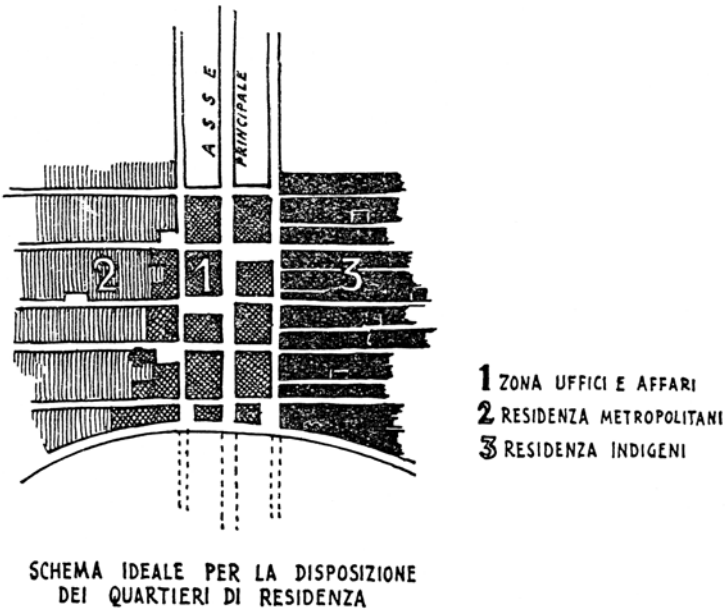 ASSE
PRINCIPALE
2
1
3
1 ZONA UFFICI E AFFARI
2 RESIDENZA METROPOLITANI
3 RESIDENZA INDIGENI
SCHEMA IDEALE PER LA DISPOSIZIONE
DEI QUARTIERI DI RESIDENZA